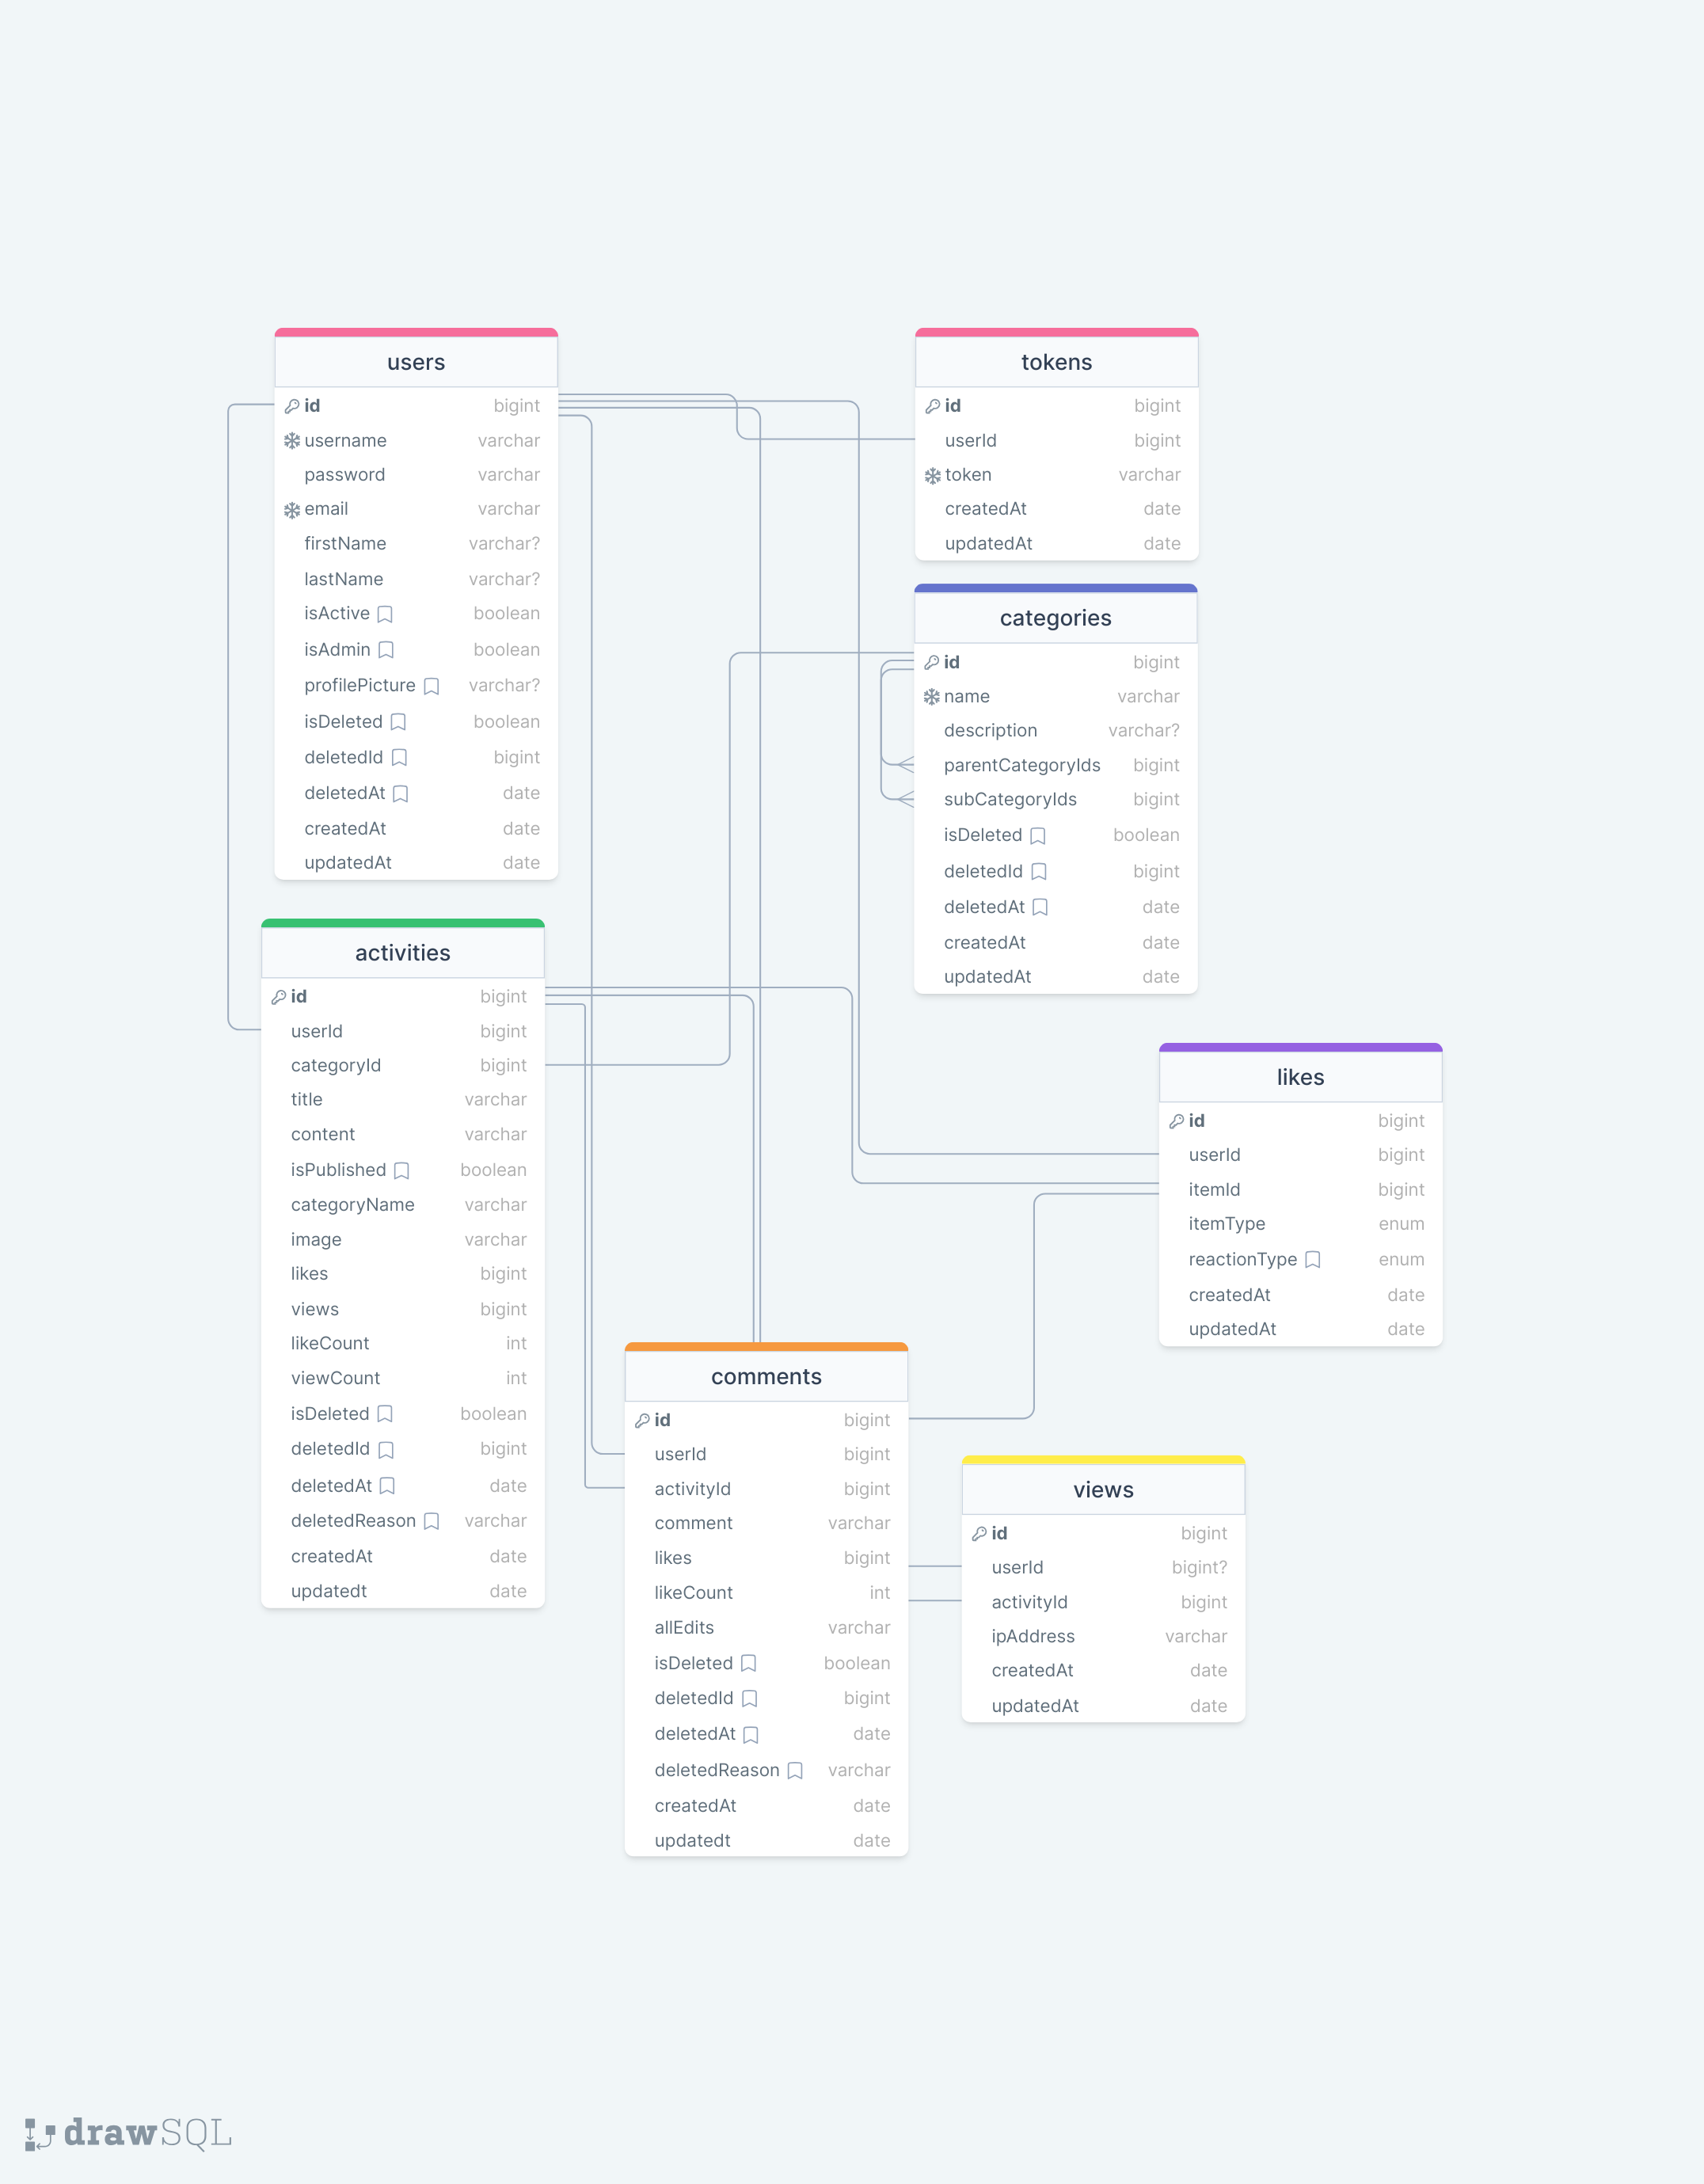 users
id bigint
username varchar
password varchar
email varchar
firstName varchar?
lastName varchar?
isActive boolean
isAdmin boolean
profilePicture varchar?
isDeleted boolean
deletedId bigint
deletedAt date
createdAt date
updatedAt date
tokens
id bigint
userId bigint
token varchar
createdAt date
updatedAt date
categories
id bigint
name varchar
description varchar?
parentCategoryIds bigint
subCategoryIds bigint
isDeleted boolean
deletedId bigint
deletedAt date
createdAt date
updatedAt date
activities
id bigint
userId bigint
categoryId bigint
title varchar
content varchar
isPublished boolean
categoryName varchar
image varchar
likes bigint
views bigint
likeCount int
viewCount int
isDeleted boolean
deletedId bigint
deletedAt date
deletedReason varchar
createdAt date
updatedt date
likes
id bigint
userId bigint
itemId bigint
itemType enum
reactionType enum
createdAt date
updatedAt date
comments
id bigint
userId bigint
activityId bigint
comment varchar
likes bigint
likeCount int
allEdits varchar
isDeleted boolean
deletedId bigint
deletedAt date
deletedReason varchar
createdAt date
updatedt date
views
id bigint
userId bigint?
activityId bigint
ipAddress varchar
createdAt date
updatedAt date
drawSQL